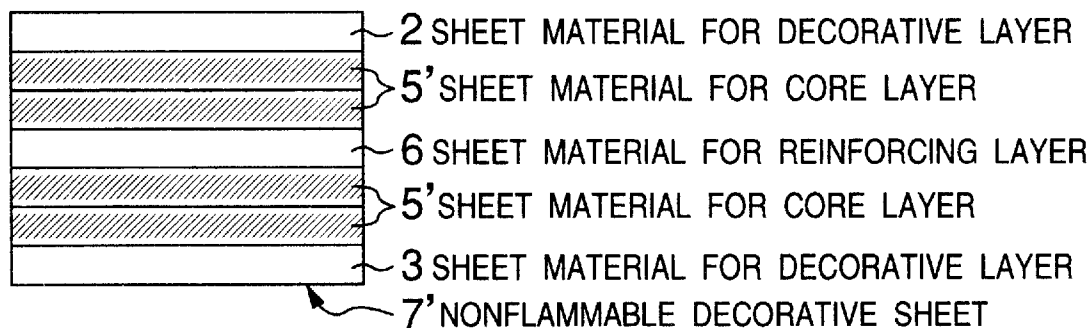 2 SHEET MATERIAL FOR DECORATIVE LAYER
5' SHEET MATERIAL FOR CORE LAYER
6 SHEET MATERIAL FOR REINFORCING LAYER
5' SHEET MATERIAL FOR CORE LAYER
3 SHEET MATERIAL FOR DECORATIVE LAYER
7' NONFLAMMABLE DECORATIVE SHEET